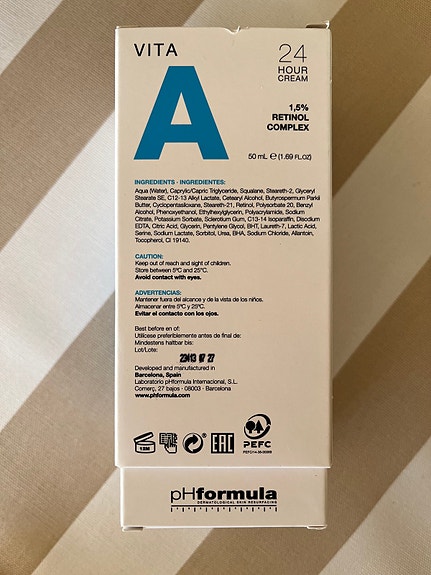 VITA
A
24
HOUR
CREAM
1,5%
RETINOL
COMPLEX
50 mL ℮ (1.69 FL.OZ)
INGREDIENTS · INGREDIENTES:
Aqua (Water), Caprylic/Capric Triglyceride, Squalane, Steareth-2, Glyceryl
Stearate SE, C12-13 Alkyl Lactate, Cetearyl Alcohol, Butyrospermum Parkii
Butter, Cyclopentasiloxane, Steareth-21, Retinol, Polysorbate 20, Benzyl
Alcohol, Phenoxyethanol, Ethylhexylglycerin, Polyacrylamide, Sodium
Citrate, Potassium Sorbate, Sclerotium Gum, C13-14 Isoparaffin, Disodium
EDTA, Citric Acid, Glycerin, Pentylene Glycol, BHT, Laureth-7, Lactic Acid,
Serine, Sodium Lactate, Sorbitol, Urea, BHA, Sodium Chloride, Allantoin,
Tocopherol, CI 19140.
CAUTION:
Keep out of reach and sight of children.
Store between 5ºC and 25ºC.
Avoid contact with eyes.
ADVERTENCIAS:
Mantener fuera del alcance y de la vista de los niños.
Almacenar entre 5ºC y 25ºC.
Evitar el contacto con los ojos.
Best before en of:
Utilícese preferiblemente antes de final de:
Mindestens haltbar bis:
Lot/Lote:
07 27
Developed and manufactured in
Barcelona, Spain
Laboratorio pHformula Internacional, S.L.
Comerç, 27 bajos · 08003 · Barcelona
www.phformula.com
EAC
PEFC
pHformula
DERMATOLOGICAL SKIN RESURFACING